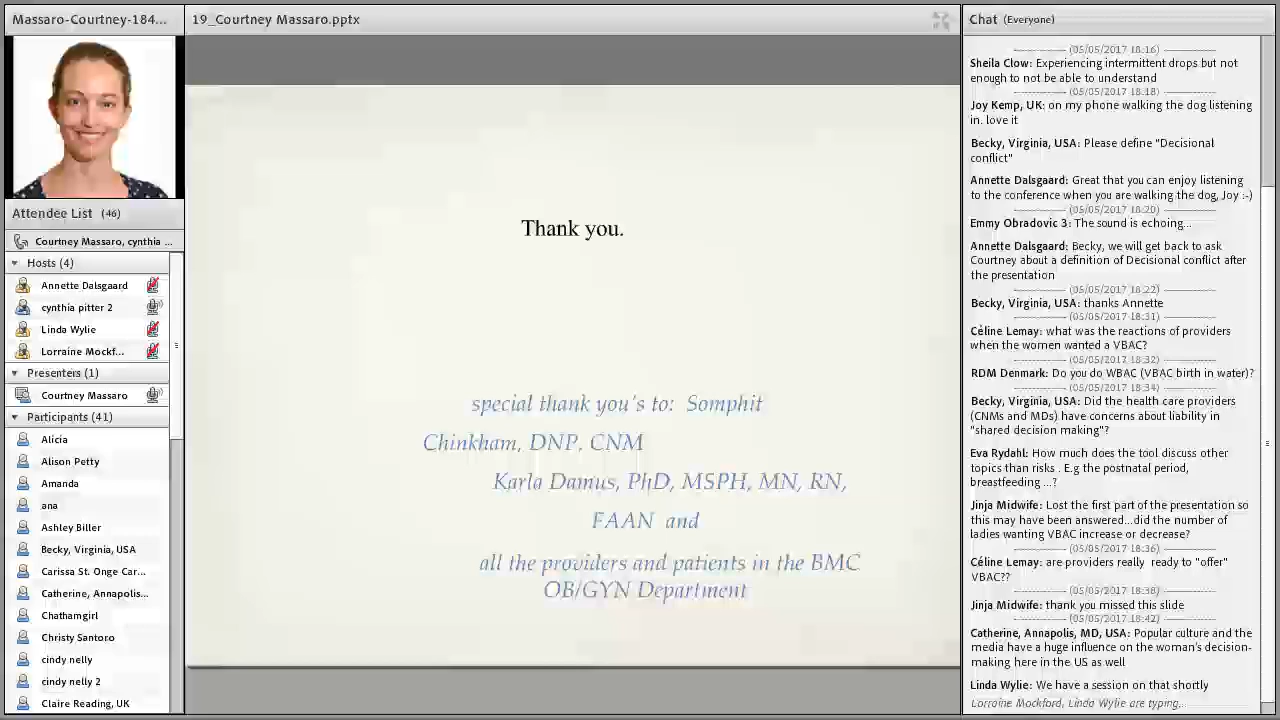 Massaro-Courtney-184...
Attendee List (46)
Courtney Massaro, cynthia ...
Hosts (4)
Annette Dalsgaard
cynthia pitter 2
Linda Wylie
Lorraine Mockf...
Presenters (1)
Courtney Massaro
Participants (41)
Alicia
Alison Petty
Amanda
ana
Ashley Biller
Becky, Virginia, USA
Carissa St. Onge Car...
Catherine, Annapolis...
Chathamgirl
Christy Santoro
cindy nelly
cindy nelly 2
Claire Reading, UK
19_Courtney Massaro.pptx
Thank you.
special thank you's to: Somphit
Chinkham, DNP, CNM
Karla Damus, PhD, MSPH, MN, RN,
FAAN and
all the providers and patients in the BMC
OB/GYN Department
Chat (Everyone)
(05/05/2017 18:16)
Sheila Clow: Experiencing intermittent drops but not
enough to not be able to understand
(05/05/2017 18:18)
Joy Kemp, UK: on my phone walking the dog listening
in. love it
Becky, Virginia, USA: Please define "Decisional
conflict"
Annette Dalsgaard: Great that you can enjoy listening
to the conference when you are walking the dog, Joy :-)
(05/05/2017 18:20)
Emmy Obradovic 3: The sound is echoing...
Annette Dalsgaard: Becky, we will get back to ask
Courtney about a definition of Decisional conflict after
the presentation
(05/05/2017 18:22)
Becky, Virginia, USA: thanks Annette
(05/05/2017 18:31)
Céline Lemay: what was the reactions of providers
when the women wanted a VBAC?
(05/05/2017 18:32)
RDM Denmark: Do you do WBAC (VBAC birth in water)?
(05/05/2017 18:34)
Becky, Virginia, USA: Did the health care providers
(CNMs and MDs) have concerns about liability in
"shared decision making"?
Eva Rydahl: How much does the tool discuss other
topics than risks . E.g the postnatal period,
breastfeeding ...?
Jinja Midwife: Lost the first part of the presentation so
this may have been answered...did the number of
ladies wanting VBAC increase or decrease?
(05/05/2017 18:36)
Céline Lemay: are providers really ready to "offer"
VBAC??
(05/05/2017 18:38)
Jinja Midwife: thank you missed this slide
(05/05/2017 18:42)
Catherine, Annapolis, MD, USA: Popular culture and the
media have a huge influence on the woman's decision-
making here in the US as well
Linda Wylie: We have a session on that shortly
Lorraine Mockford, Linda Wylie are typing..